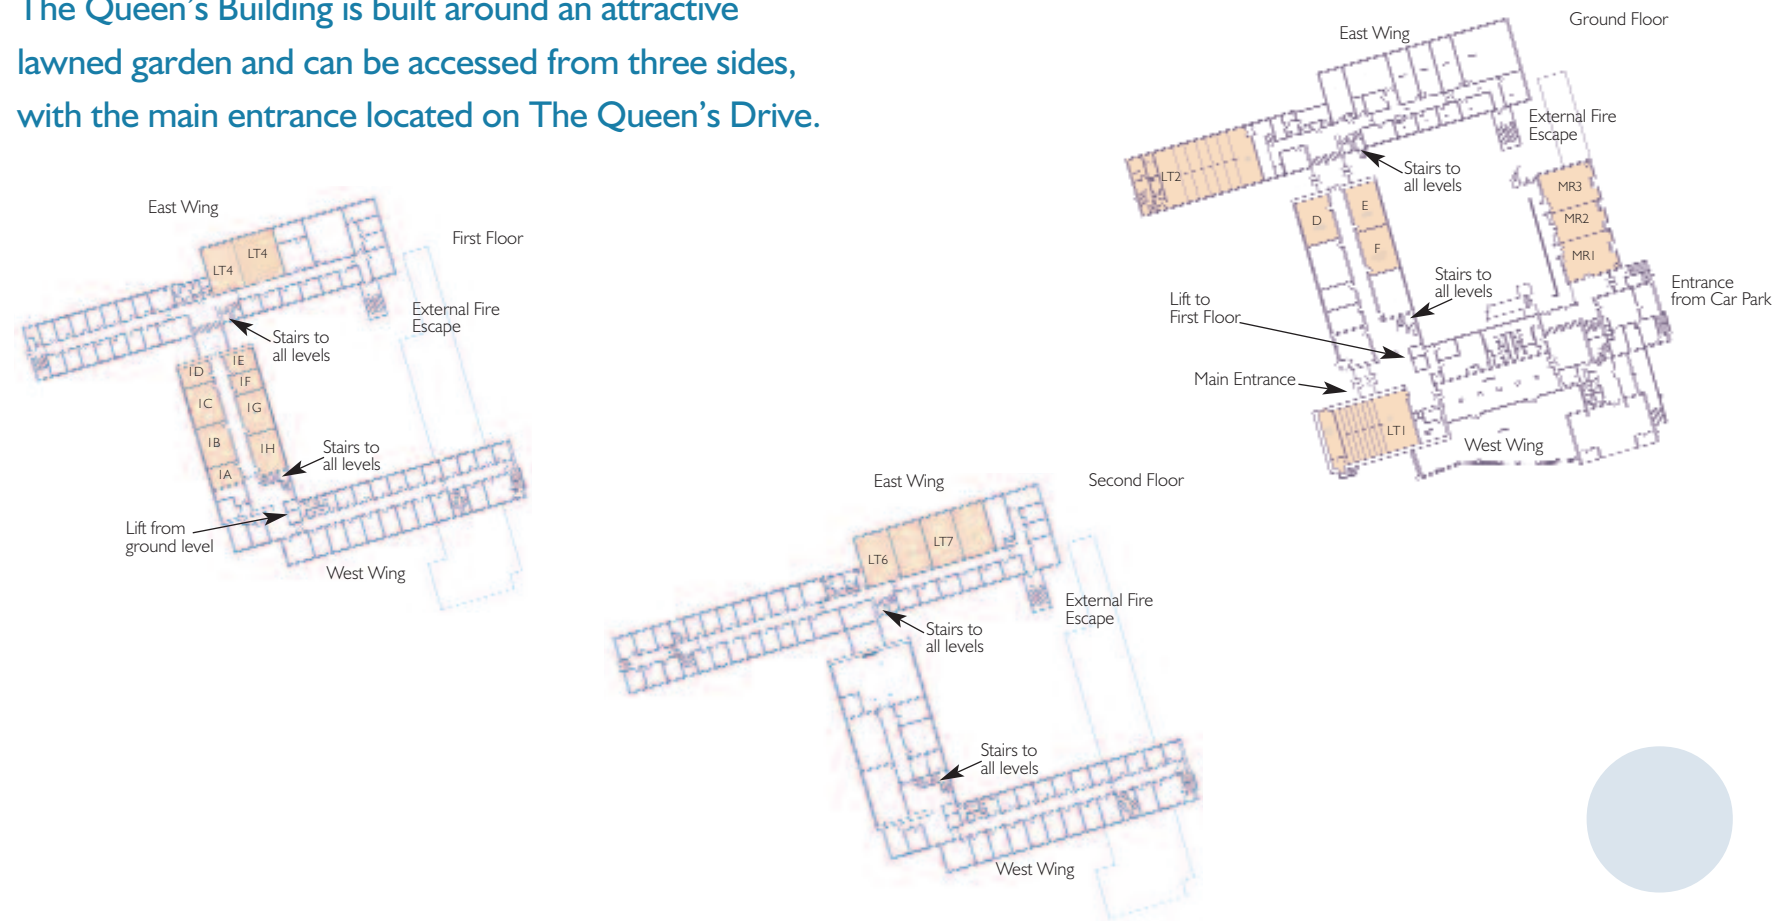 The Queen's Building is built around an attractive
lawned garden and can be accessed from three sides,
with the main entrance located on The Queen's Drive.
East Wing
First Floor
LT4
LT4
External Fire
Escape
Stairs to
all levels
IE
ID
IF
IC
IG
IB
IH
IA
Stairs to
all levels
Lift from
ground level
West Wing
East Wing
Second Floor
LT7
LT6
External Fire
Escape
Stairs to
all levels
Stairs to
all levels
West Wing
Ground Floor
East Wing
External Fire
Escape
Stairs to
all levels
LT2
MR3
E
D
MR2
F
MR1
Stairs to
all levels
Entrance
from Car Park
Lift to
First Floor
Main Entrance
LT1
West Wing